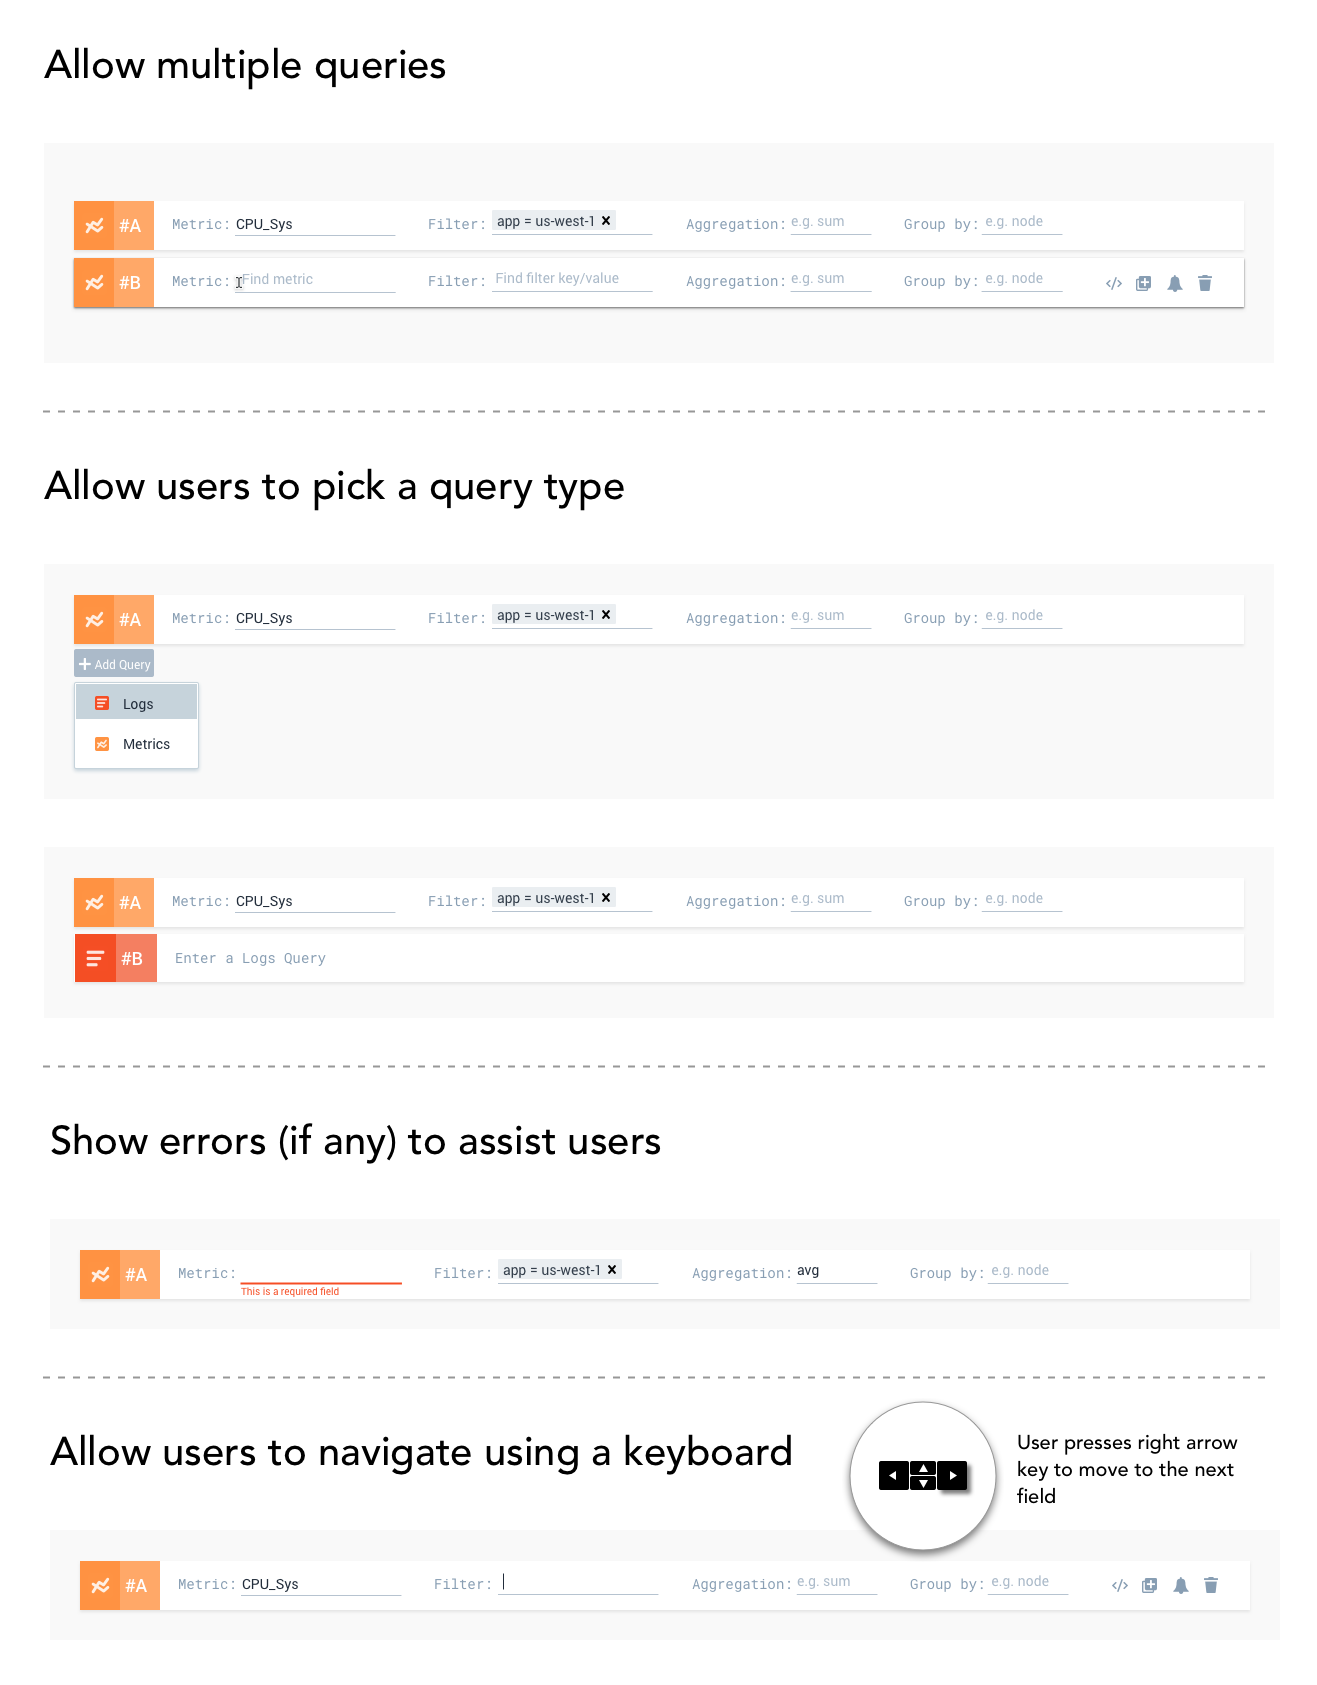 Allow multiple queries
#A Metric: CPU_Sys Filter: app = us-west-1 ✖ Aggregation: e.g. sum Group by: e.g. node
#B Metric: Find metric Filter: Find filter key/value Aggregation: e.g. sum Group by: e.g. node </>
Allow users to pick a query type
#A Metric: CPU_Sys Filter: app = us-west-1 ✖ Aggregation: e.g. sum Group by: e.g. node
+ Add Query
Logs
Metrics
#A Metric: CPU_Sys Filter: app = us-west-1 ✖ Aggregation: e.g. sum Group by: e.g. node
#B Enter a Logs Query
Show errors (if any) to assist users
#A Metric: Filter: app = us-west-1 ✖ Aggregation: avg Group by: e.g. node
This is a required field
Allow users to navigate using a keyboard
User presses right arrow
key to move to the next
field
#A Metric: CPU_Sys Filter: Aggregation: e.g. sum Group by: e.g. node </>